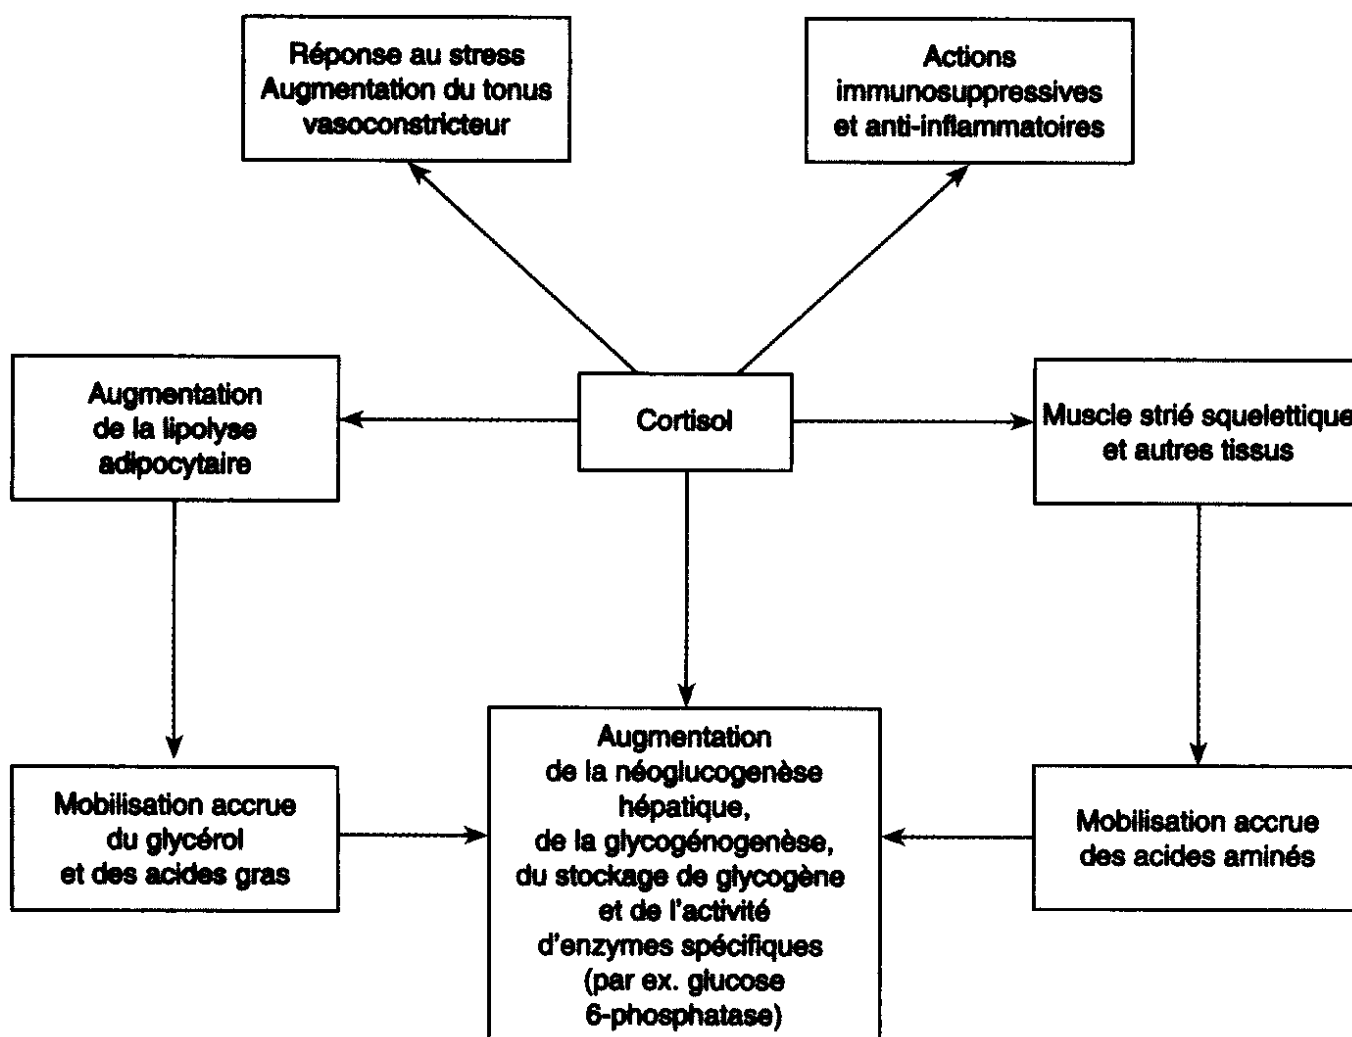 Réponse au stress
Augmentation du tonus
vasoconstricteur
Actions
immunosuppressives
et anti-inflammatoires
Augmentation
de la lipolyse
adipocytaire
Cortisol
Muscle strié squelettique
et autres tissus
Mobilisation accrue
du glycérol
et des acides gras
Augmentation
de la néoglucogenèse
hépatique,
de la glycogénogenèse,
du stockage de glycogène
et de l'activité
d'enzymes spécifiques
(par ex. glucose
6-phosphatase)
Mobilisation accrue
des acides aminés